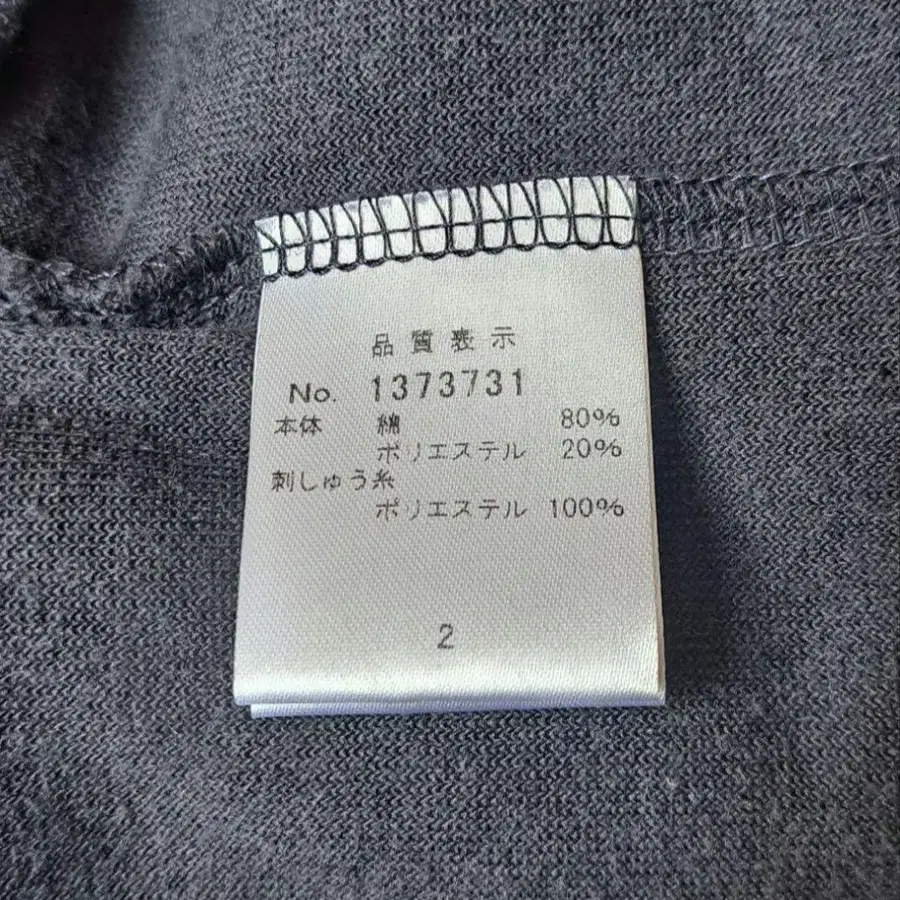 品質表示
No. 1373731
本体 綿 80%
ポリエステル 20%
刺しゅう糸
ポリエステル 100%
2